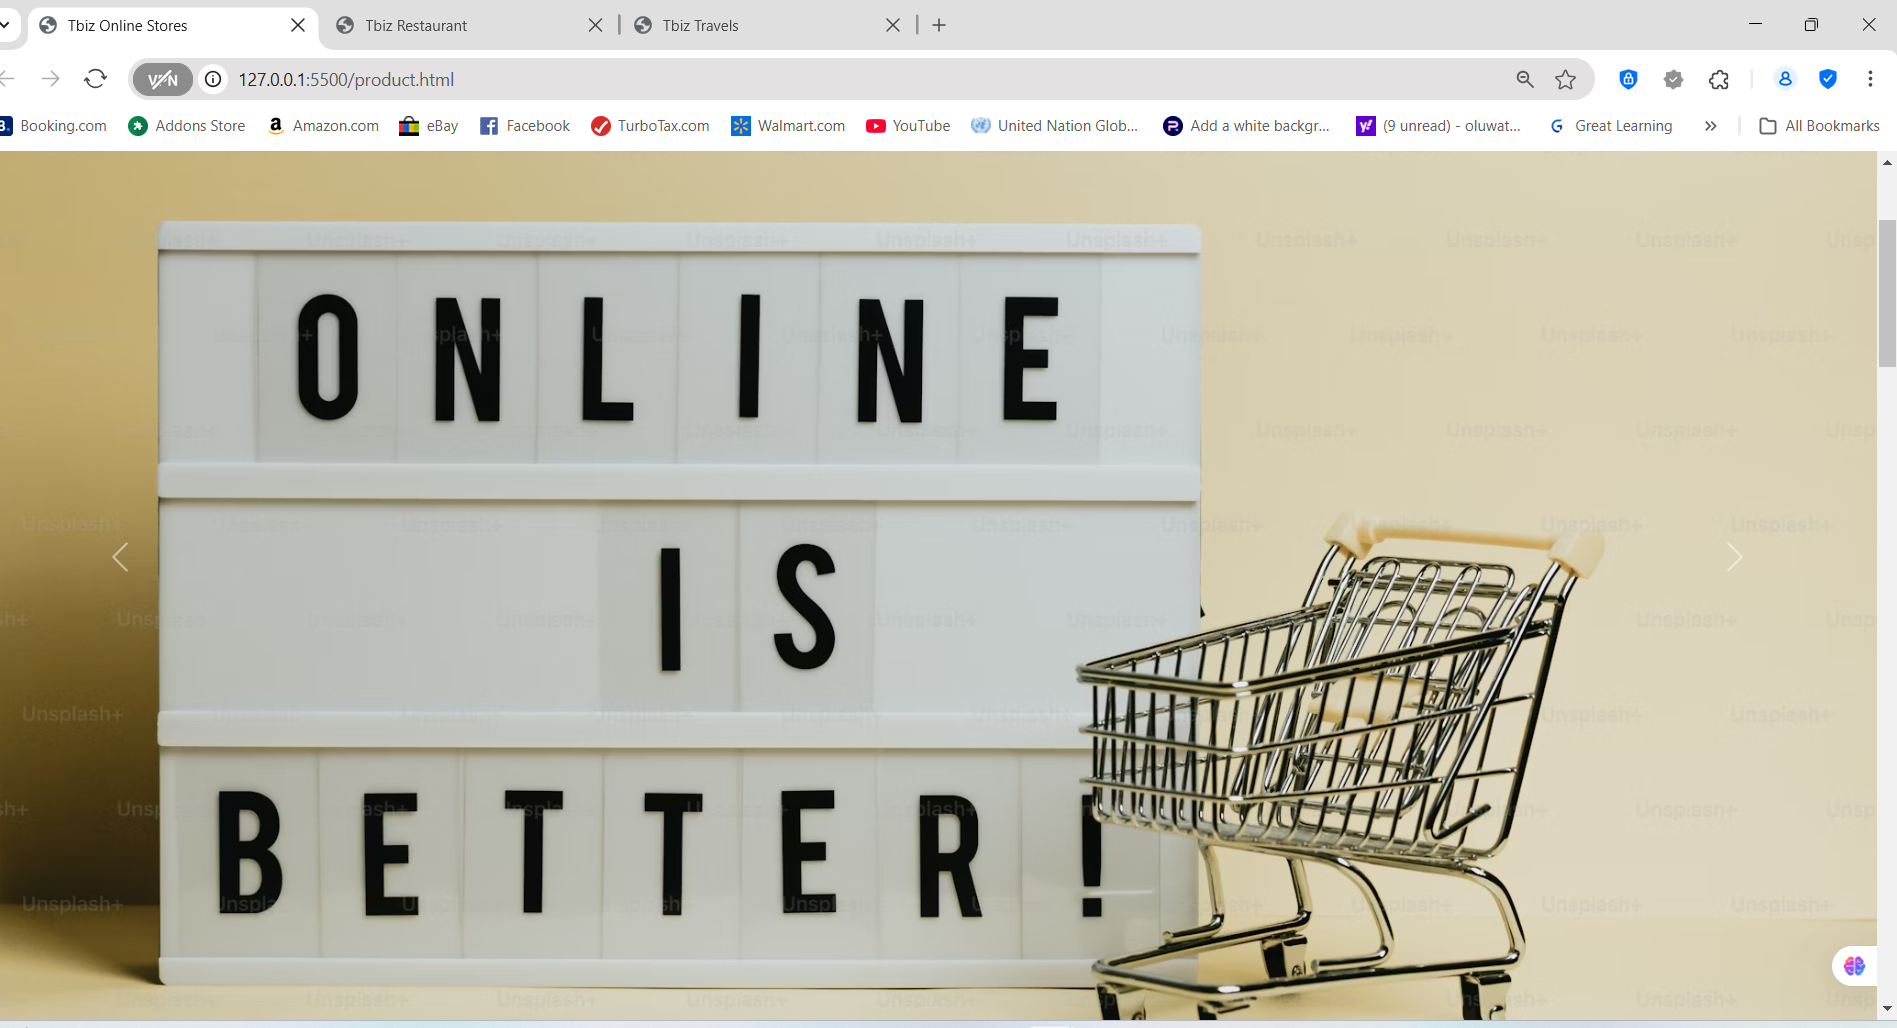 Tbiz Online Stores
Tbiz Restaurant
Tbiz Travels
VPN
127.0.0.1:5500/product.html
B. Booking.com
Addons Store
Amazon.com
eBay
Facebook
TurboTax.com
Walmart.com
YouTube
United Nation Glob...
Add a white backgr...
(9 unread) - oluwat...
Great Learning
All Bookmarks
ONLINE
IS
BETTER!
Unsplash+